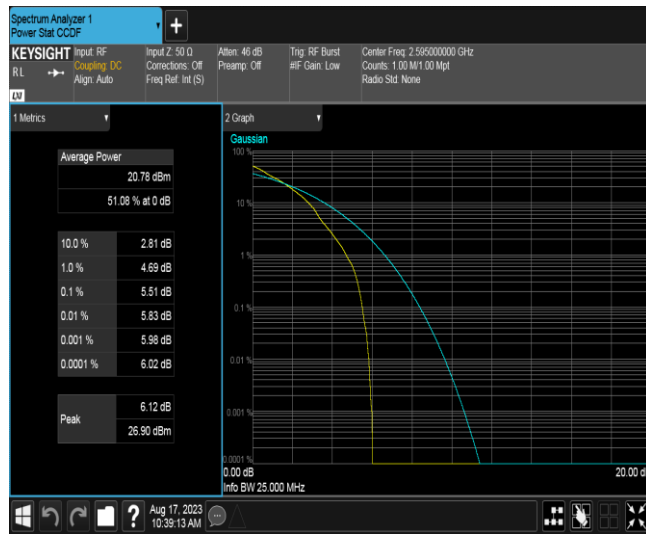 Spectrum Analyzer 1
Power Stat CCDF
+
KEYSIGHT
RL
LXI
Input: RF
Coupling: DC
Align: Auto
Input Z: 50 Ω
Corrections: Off
Freq Ref: Int (S)
Atten: 46 dB
Preamp: Off
Trig: RF Burst
#IF Gain: Low
Center Freq: 2.595000000 GHz
Counts: 1.00 M/1.00 Mpt
Radio Std: None
1 Metrics
Average Power
20.78 dBm
51.08 % at 0 dB
10.0 % 2.81 dB
1.0 % 4.69 dB
0.1 % 5.51 dB
0.01 % 5.83 dB
0.001 % 5.98 dB
0.0001 % 6.02 dB
Peak
6.12 dB
26.90 dBm
2 Graph
Gaussian
100 %
10 %
1 %
0.1 %
0.01 %
0.001 %
0.0001 %
0.00 dB 20.00 d
Info BW 25.000 MHz
?
Aug 17, 2023
10:39:13 AM